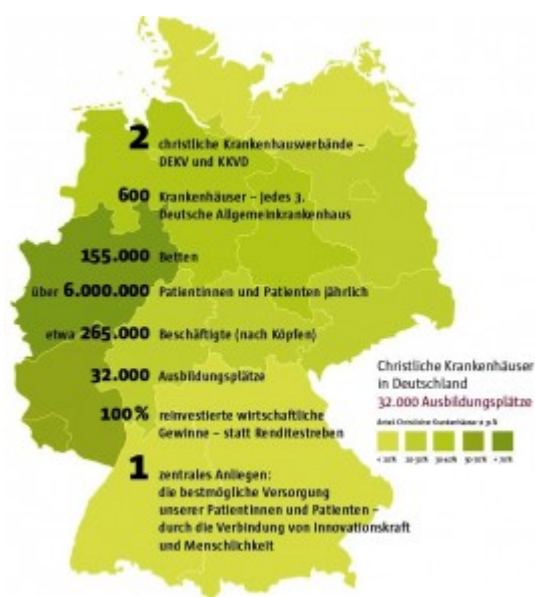 2 christliche Krankenhausverbände –
DEKV und KKVD
600 Krankenhäuser – jedes 3.
Deutsche Allgemeinkrankenhaus
155.000 Betten
über 6.000.000 Patientinnen und Patienten jährlich
etwa 265.000 Beschäftigte (nach Köpfen)
32.000 Ausbildungsplätze
100% reinvestierte wirtschaftliche
Gewinne – statt Renditestreben
1 zentrales Anliegen:
die bestmögliche Versorgung
unserer Patientinnen und Patienten –
durch die Verbindung von Innovationskraft
und Menschlichkeit
Christliche Krankenhäuser
in Deutschland
32.000 Ausbildungsplätze
Anteil Christliche Krankenhäuser